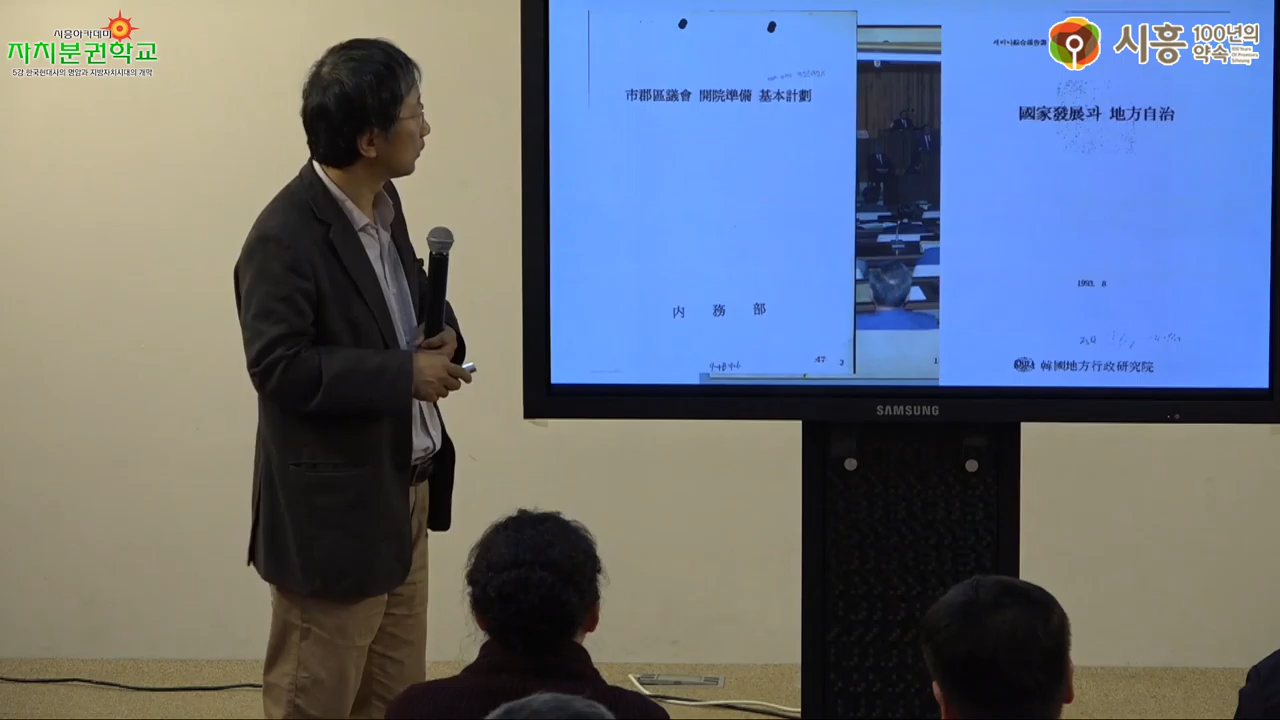 시흥아카데미
자치분권학교
5강.한국현대사의 명암과 지방자치시대의 개막
시흥
100년의
약속
市郡區議會 開院準備 基本計劃
內務部
47
3
國家發展과 地方自治
1993. 8
韓國地方行政硏究院
SAMSUNG